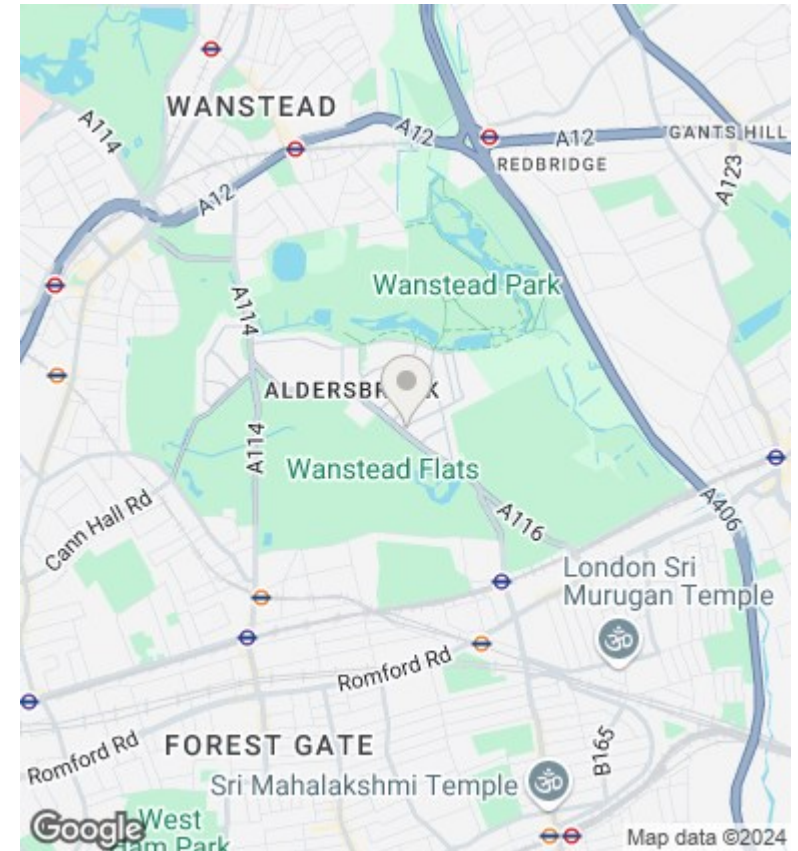 WANSTEAD
A114
A12
A12
GANTS HILL
REDBRIDGE
A123
A12
Wanstead Park
A114
ALDERSBR K
A114
Wanstead Flats
A116
A406
Cann Hall Rd
London Sri
Murugan Temple
Romford Rd
B165
FOREST GATE
Romford Rd
Sri Mahalakshmi Temple
West
Ham Park
Google
Map data ©2024